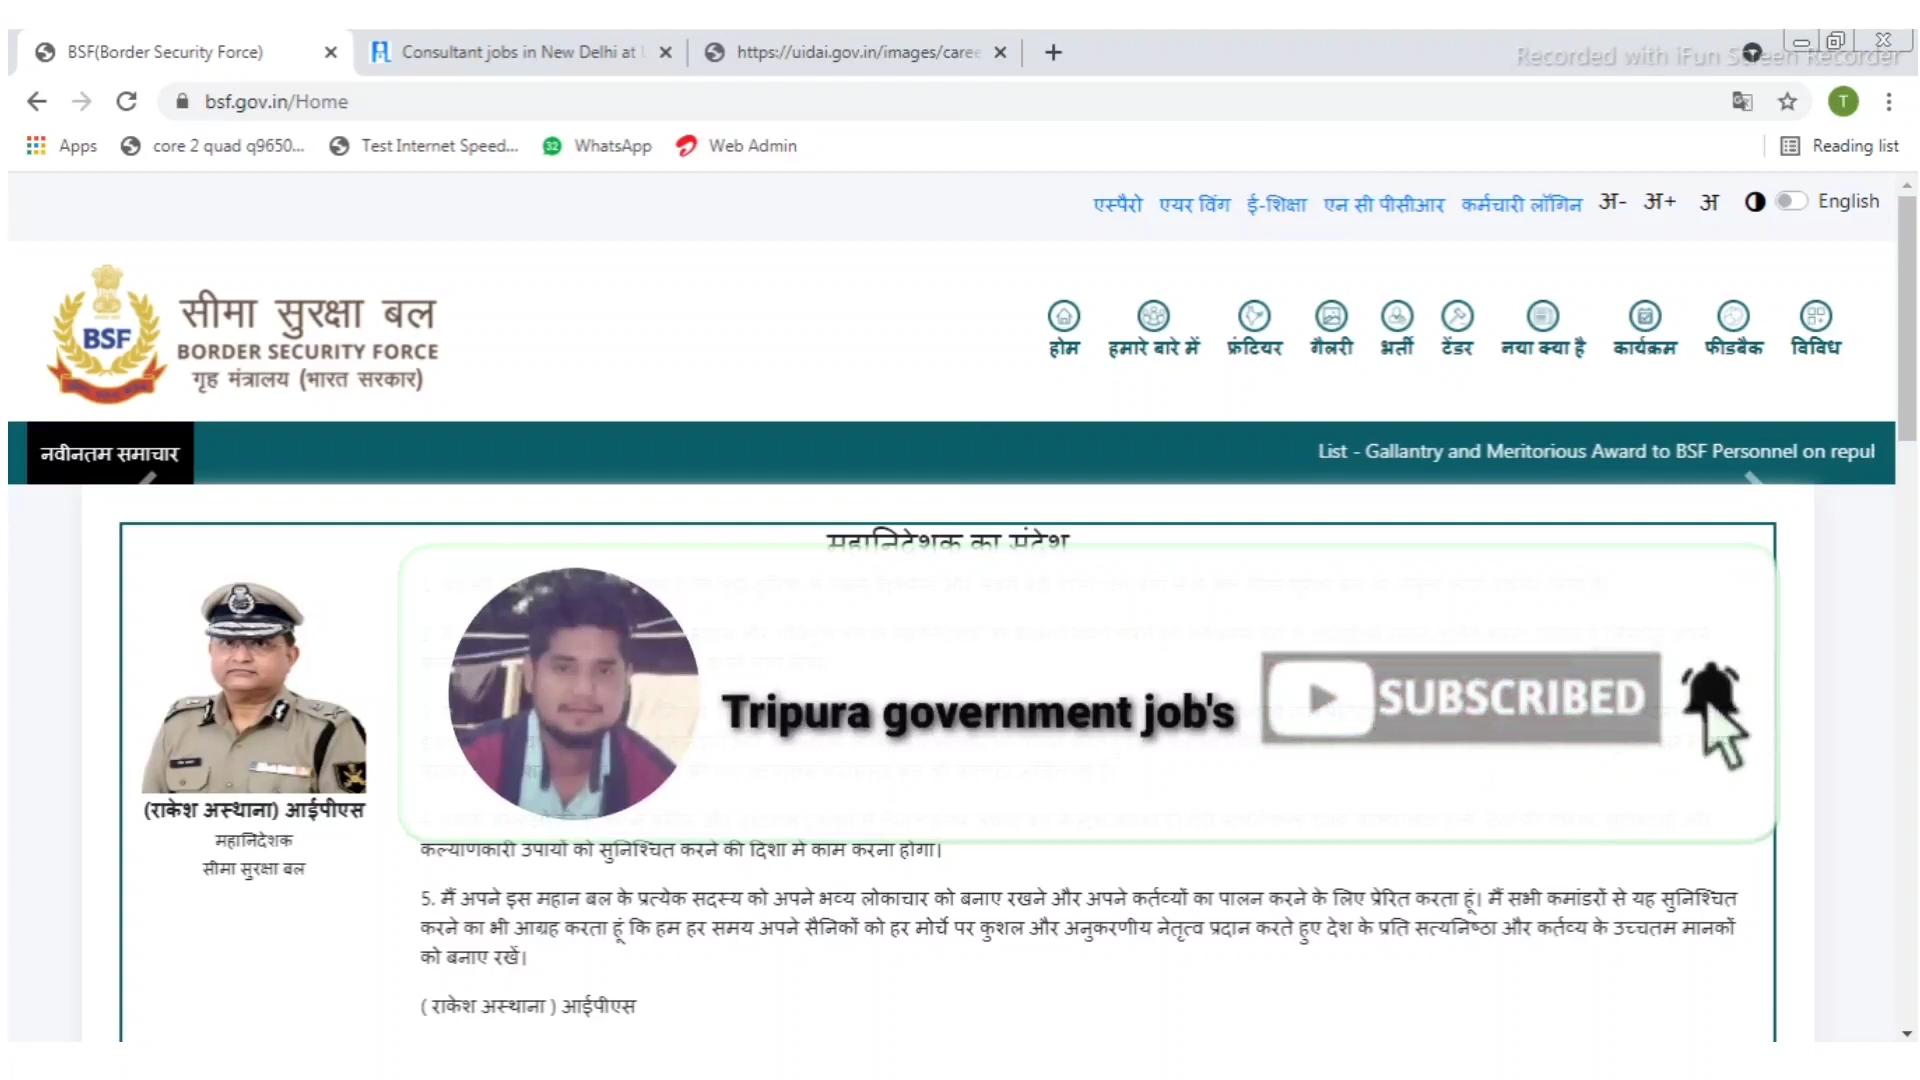 BSF(Border Security Force)
Consultant jobs in New Delhi at
https://uidai.gov.in/images/caree
Recorded with iFun Screen Recorder
bsf.gov.in/Home
T
Apps
core 2 quad q9650...
Test Internet Speed...
32
WhatsApp
Web Admin
Reading list
एस्पैरो एयर विंग ई-शिक्षा एन सी पीसीआर कर्मचारी लॉगिन अ- अ+ अ English
BSF
सीमा सुरक्षा बल
BORDER SECURITY FORCE
गृह मंत्रालय (भारत सरकार)
होम हमारे बारे में फ्रंटियर गैलरी भर्ती टेंडर नया क्या है कार्यक्रम फीडबैक विविध
नवीनतम समाचार
List - Gallantry and Meritorious Award to BSF Personnel on repul
महानिदेशक का संदेश
Tripura government job's
SUBSCRIBED
(राकेश अस्थाना) आईपीएस
महानिदेशक
सीमा सुरक्षा बल
कल्याणकारी उपायों को सुनिश्चित करने की दिशा मे काम करना होगा।
5. मैं अपने इस महान बल के प्रत्येक सदस्य को अपने भव्य लोकाचार को बनाए रखने और अपने कर्तव्यों का पालन करने के लिए प्रेरित करता हूं। मैं सभी कमांडरों से यह सुनिश्चित
करने का भी आग्रह करता हूं कि हम हर समय अपने सैनिकों को हर मोर्चे पर कुशल और अनुकरणीय नेतृत्व प्रदान करते हुए देश के प्रति सत्यनिष्ठा और कर्तव्य के उच्चतम मानकों
को बनाए रखें।
( राकेश अस्थाना ) आईपीएस